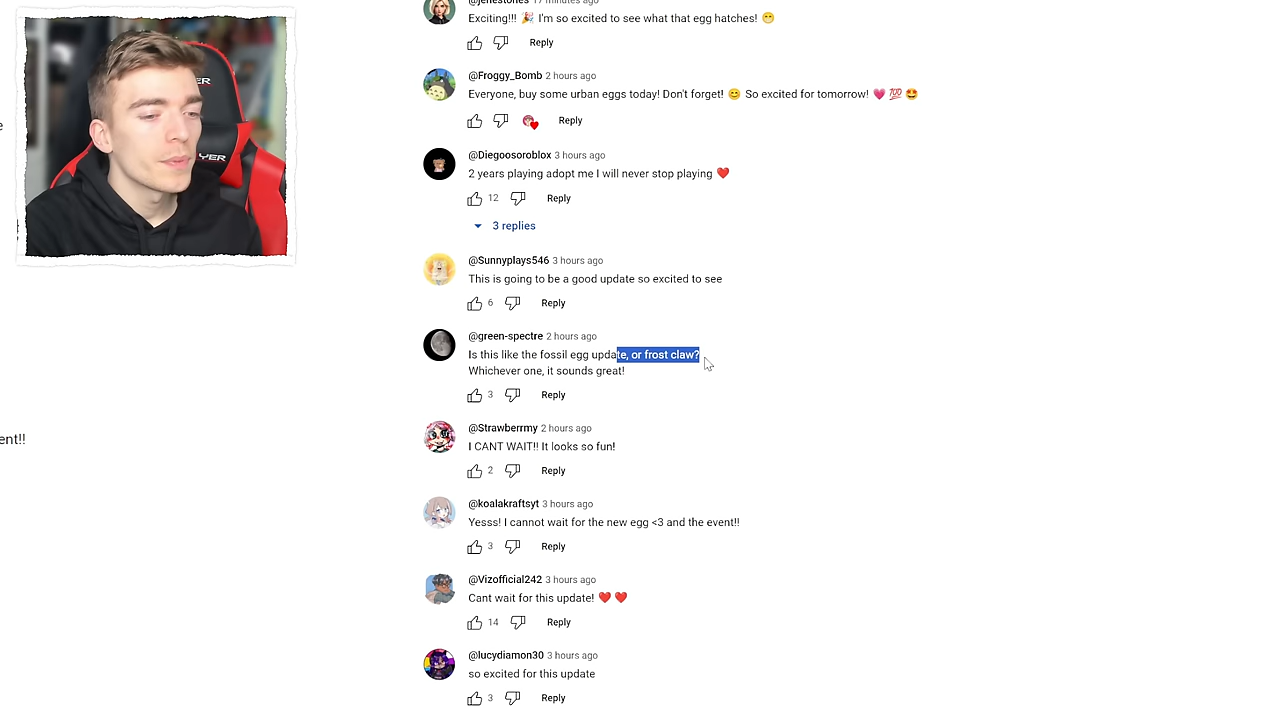 @jenestones 17 minutes ago
Exciting!!! 🎉 I'm so excited to see what that egg hatches! 😁
Reply
@Froggy_Bomb 2 hours ago
Everyone, buy some urban eggs today! Don't forget! 😊 So excited for tomorrow! 💗 💯 🤩
Reply
@Diegoosoroblox 3 hours ago
2 years playing adopt me I will never stop playing ❤️
12 Reply
3 replies
@Sunnyplays546 3 hours ago
This is going to be a good update so excited to see
6 Reply
@green-spectre 2 hours ago
Is this like the fossil egg update, or frost claw?
Whichever one, it sounds great!
3 Reply
@Strawberrmy 2 hours ago
I CANT WAIT!! It looks so fun!
2 Reply
@koalakraftsyt 3 hours ago
Yesss! I cannot wait for the new egg <3 and the event!!
3 Reply
@Vizofficial242 3 hours ago
Cant wait for this update! ❤️ ❤️
14 Reply
@lucydiamon30 3 hours ago
so excited for this update
3 Reply
e
ent!!
YER